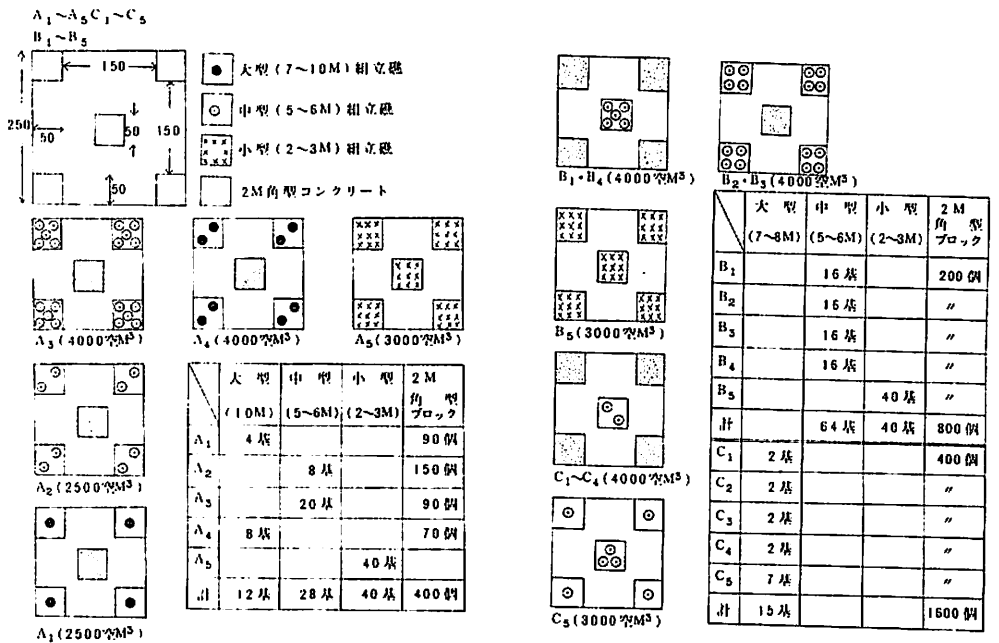 A₁～A₅ C₁～C₅
B₁～B₅
150
250
50
50
150
50
大型(7～10M)組立礁
中型(5～6M)組立礁
小型(2～3M)組立礁
2M角型コンクリート
A₃(4000空M³)
A₄(4000空M³)
A₅(3000空M³)
A₂(2500空M³)
A₁(2500空M³)
大型 中型 小型 2M
角型
(10M) (5～6M) (2～3M) ブロック
A₁ 4基 90個
A₂ 8基 150個
A₃ 20基 90個
A₄ 8基 70個
A₅ 40基
計 12基 28基 40基 400個
B₁・B₄(4000空M³)
B₂・B₃(4000空M³)
B₅(3000空M³)
C₁～C₄(4000空M³)
C₅(3000空M³)
大型 中型 小型 2M
角型
(7～8M) (5～6M) (2～3M) ブロック
B₁ 16基 200個
B₂ 16基 〃
B₃ 16基 〃
B₄ 16基 〃
B₅ 40基 〃
計 64基 40基 800個
C₁ 2基 400個
C₂ 2基 〃
C₃ 2基 〃
C₄ 2基 〃
C₅ 7基 〃
計 15基 1600個